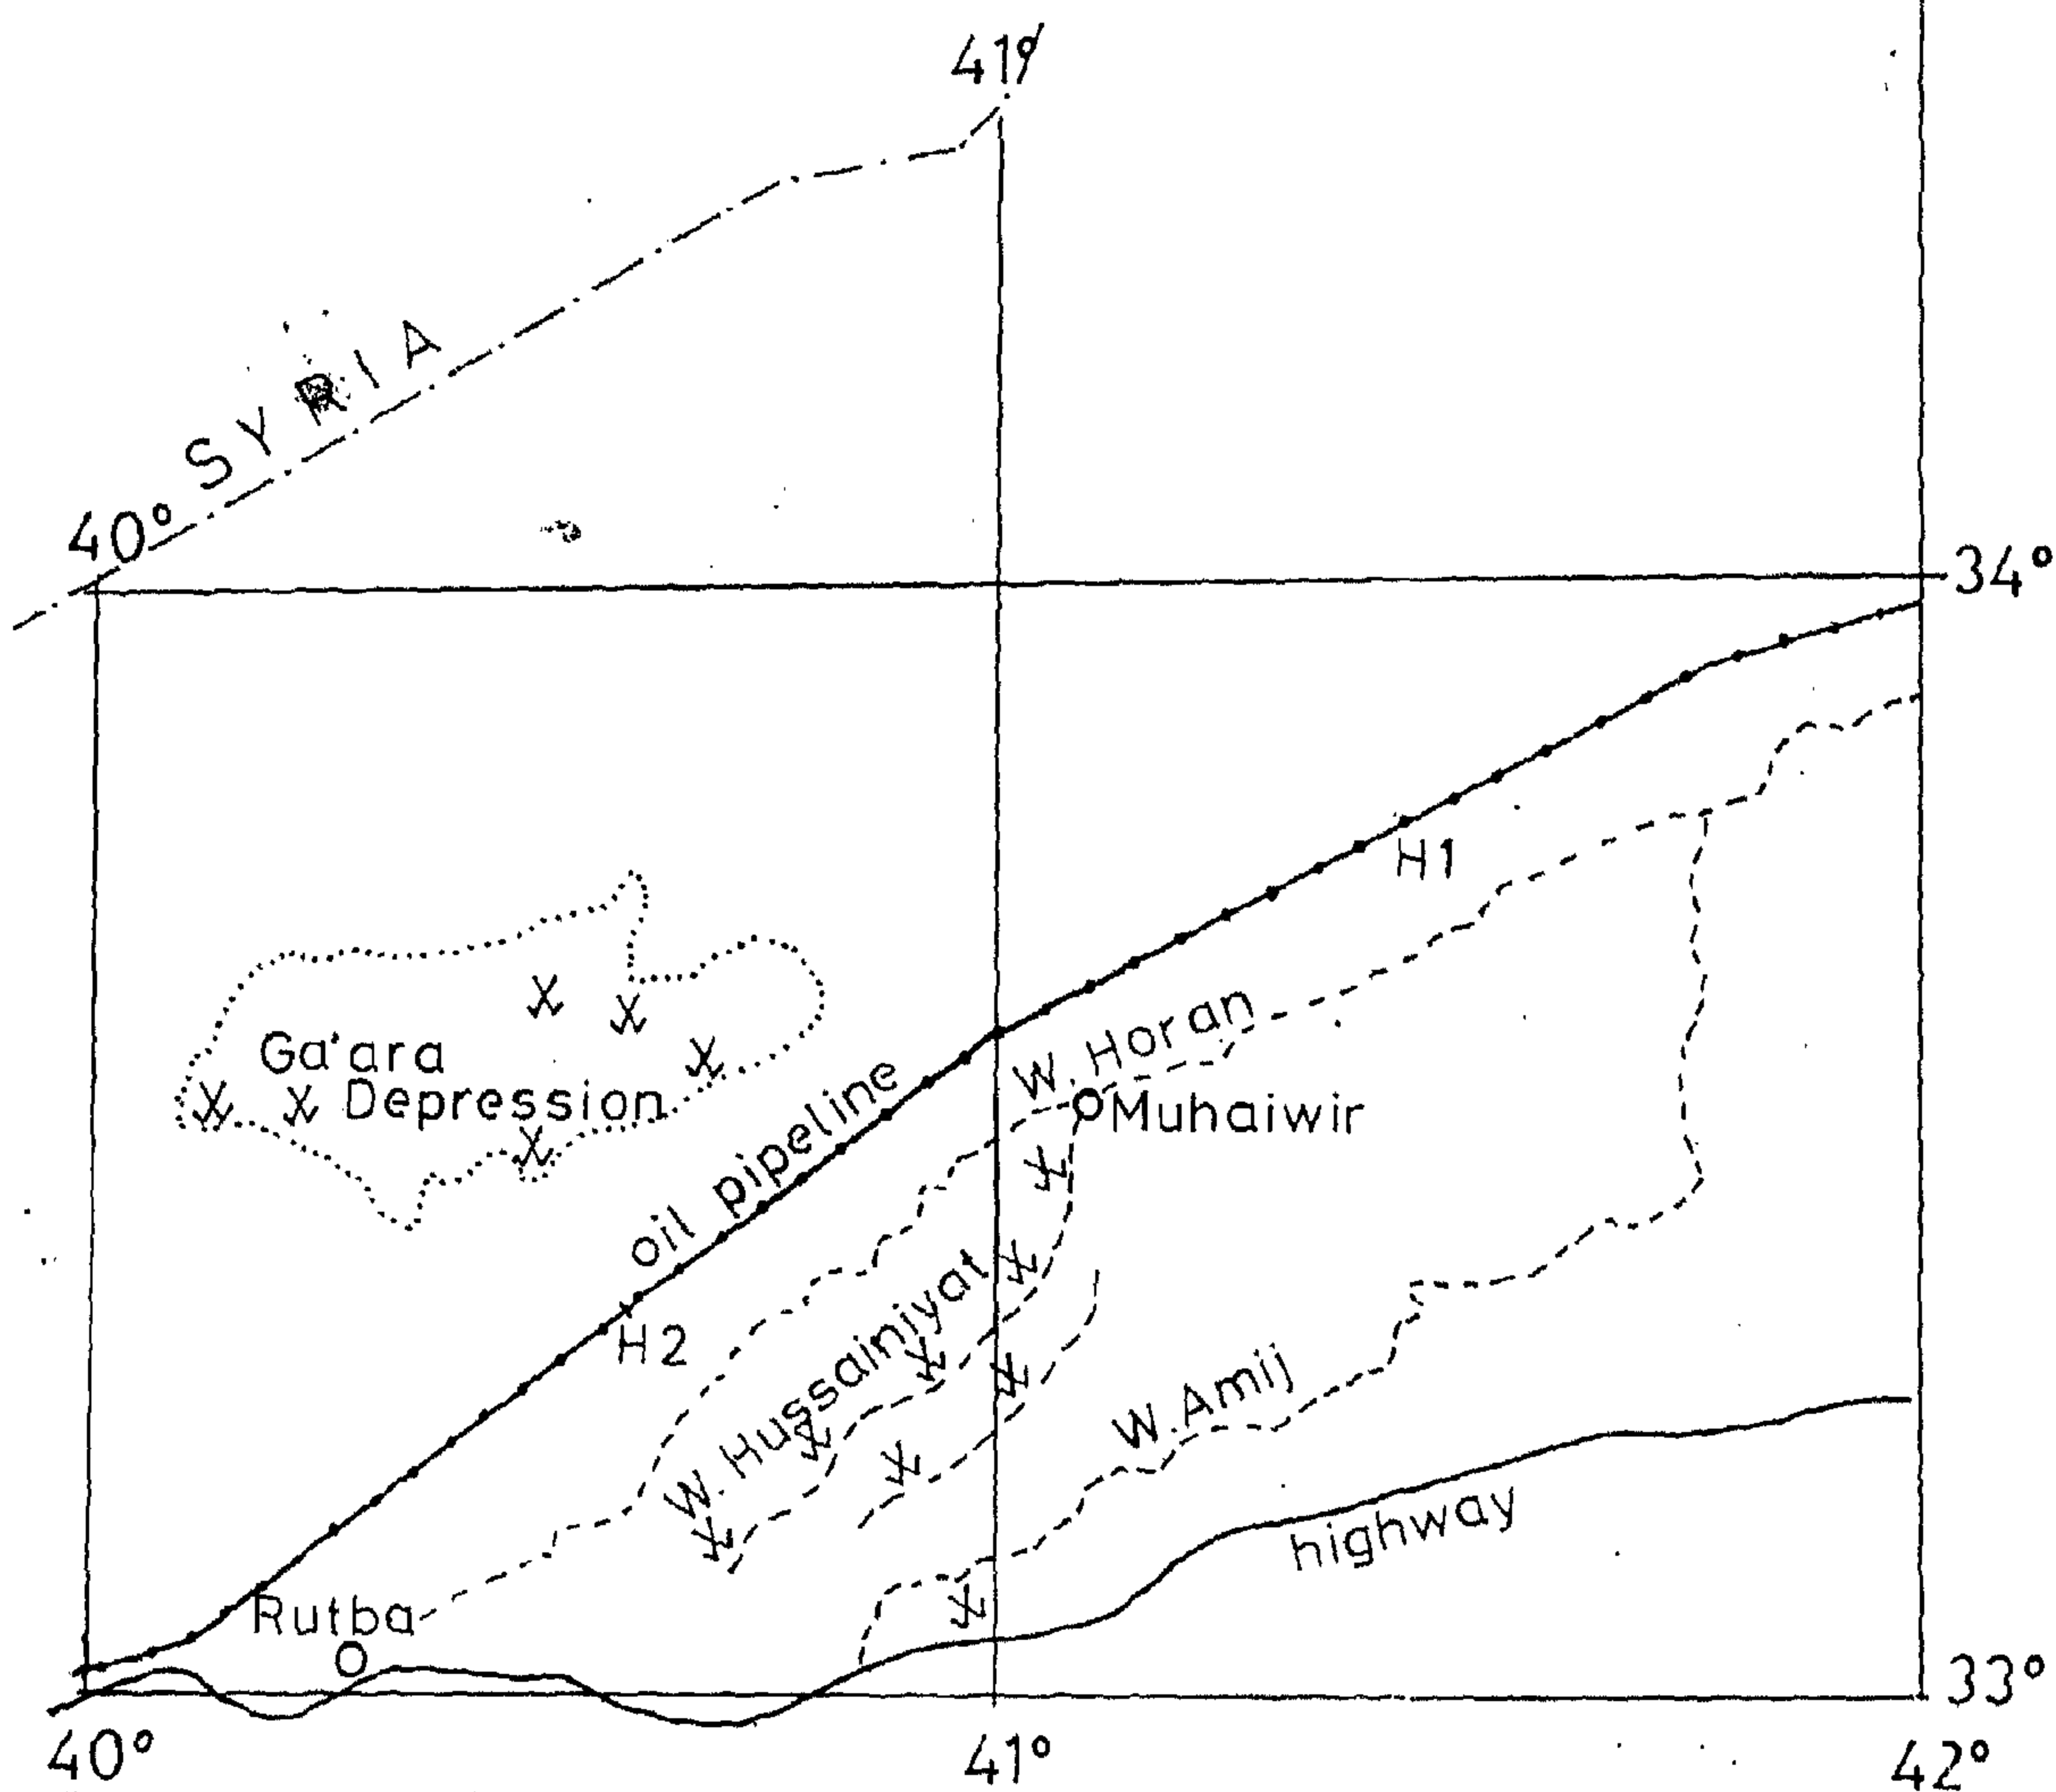 41°
SYRIA
40°
34°
H1
W. Horan
Ga'ara
Depression
Muhaiwir
oil pipeline
H2
W. Hussainiyat
W. Amij
highway
Rutba
33°
40°
41°
42°